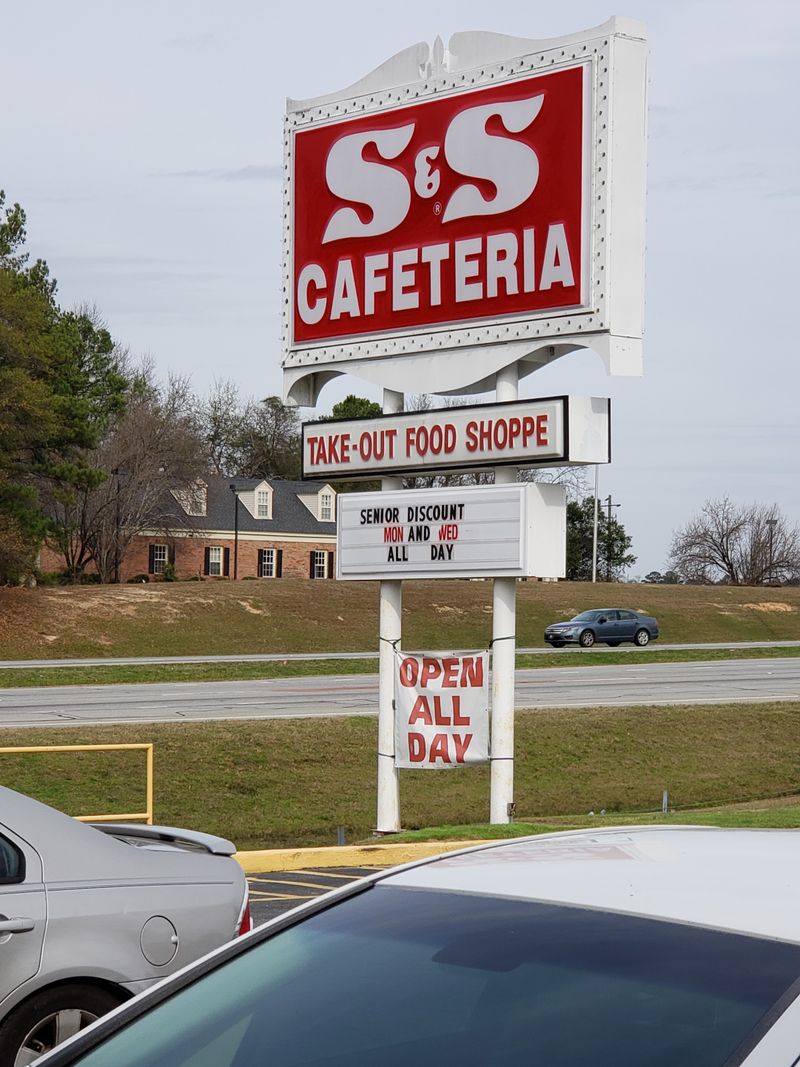 S&S
®
CAFETERIA
TAKE-OUT FOOD SHOPPE
SENIOR DISCOUNT
MON AND WED
ALL DAY
OPEN
ALL
DAY